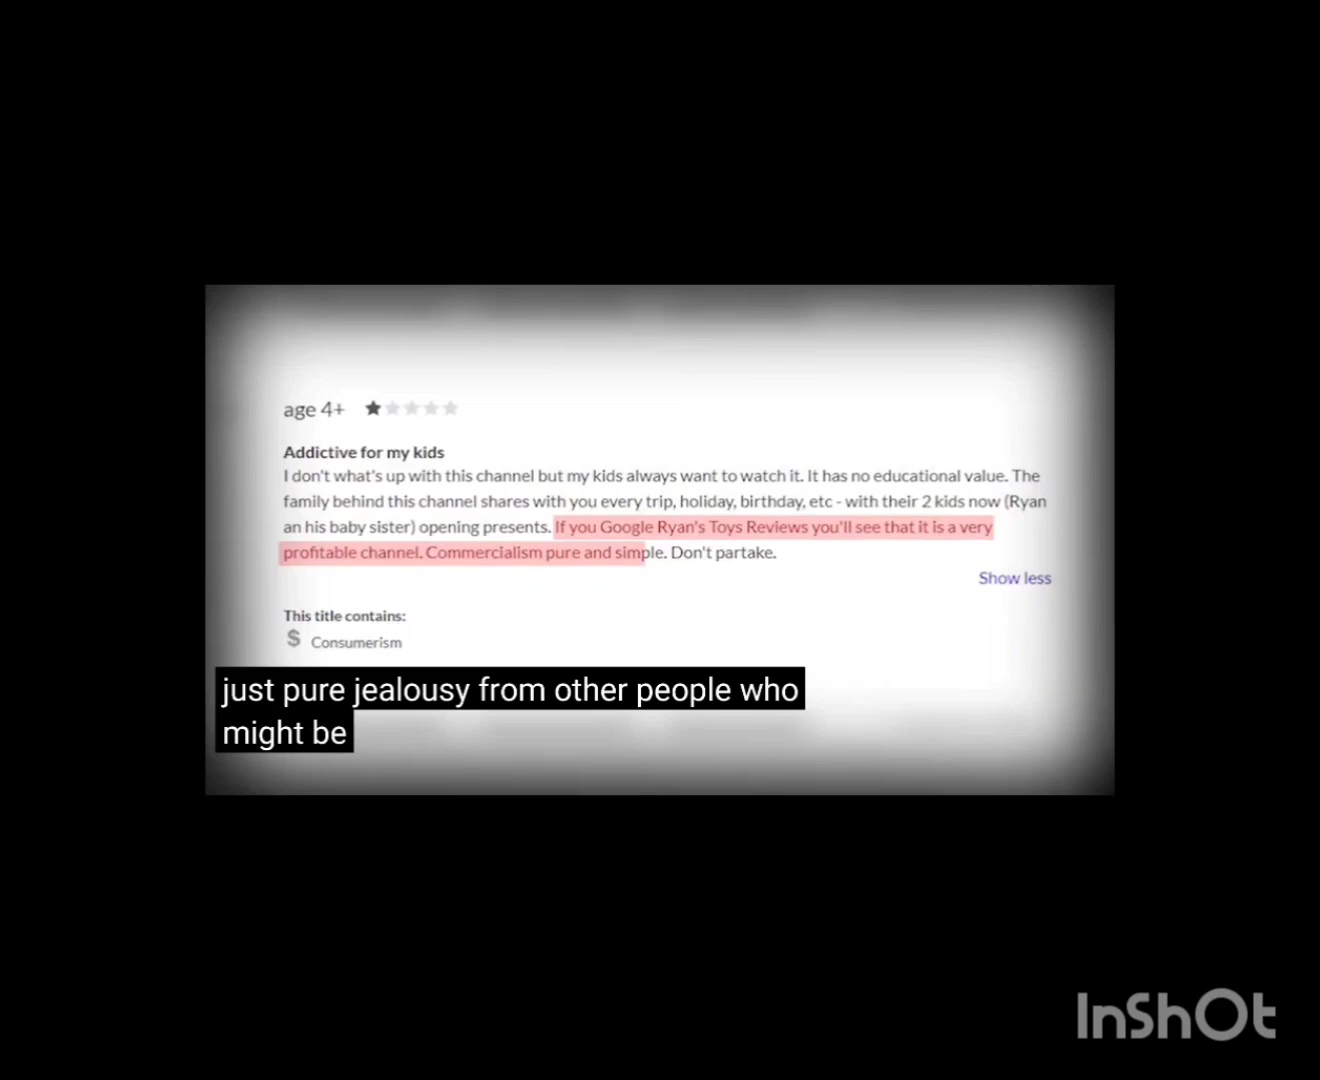 age 4+
Addictive for my kids
I don't what's up with this channel but my kids always want to watch it. It has no educational value. The
family behind this channel shares with you every trip, holiday, birthday, etc - with their 2 kids now (Ryan
an his baby sister) opening presents. If you Google Ryan's Toys Reviews you'll see that it is a very
profitable channel. Commercialism pure and simple. Don't partake.
Show less
This title contains:
$ Consumerism
just pure jealousy from other people who
might be
InShOt